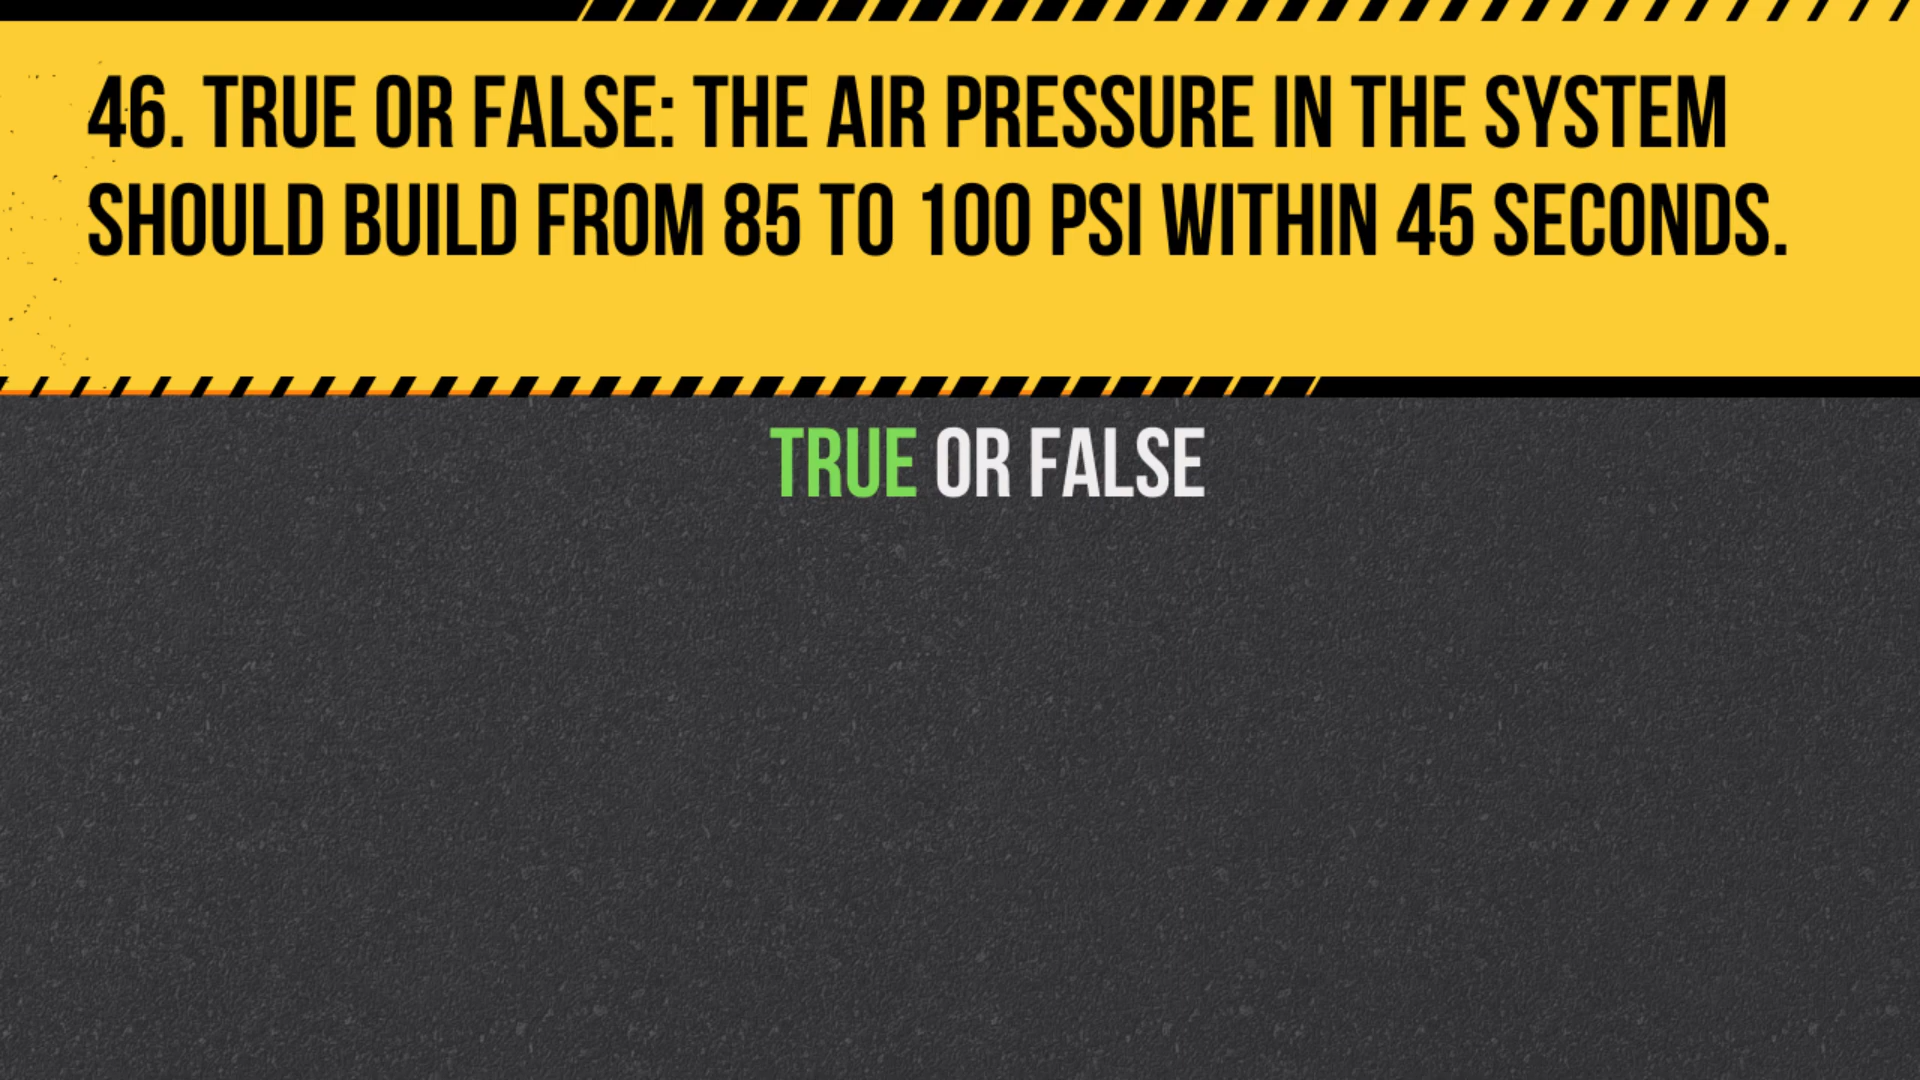 46. TRUE OR FALSE: THE AIR PRESSURE IN THE SYSTEM
SHOULD BUILD FROM 85 TO 100 PSI WITHIN 45 SECONDS.
TRUE OR FALSE